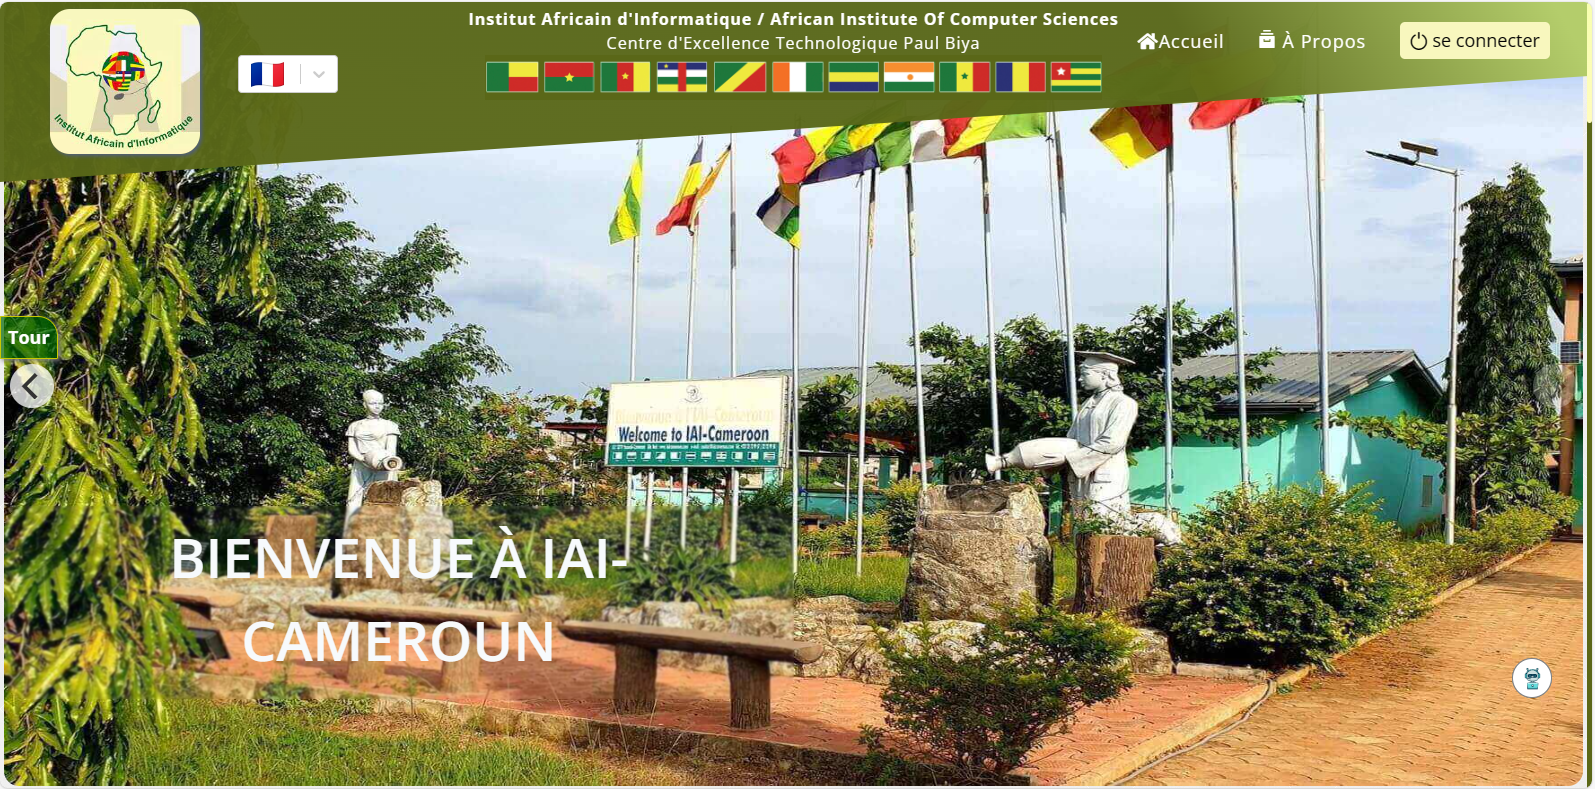 Institut Africain d'Informatique / African Institute Of Computer Sciences
Centre d'Excellence Technologique Paul Biya
Accueil
À Propos
se connecter
Institut Africain d'Informatique
Tour
Welcome to IAI-Cameroon
BIENVENUE À IAI-
CAMEROUN